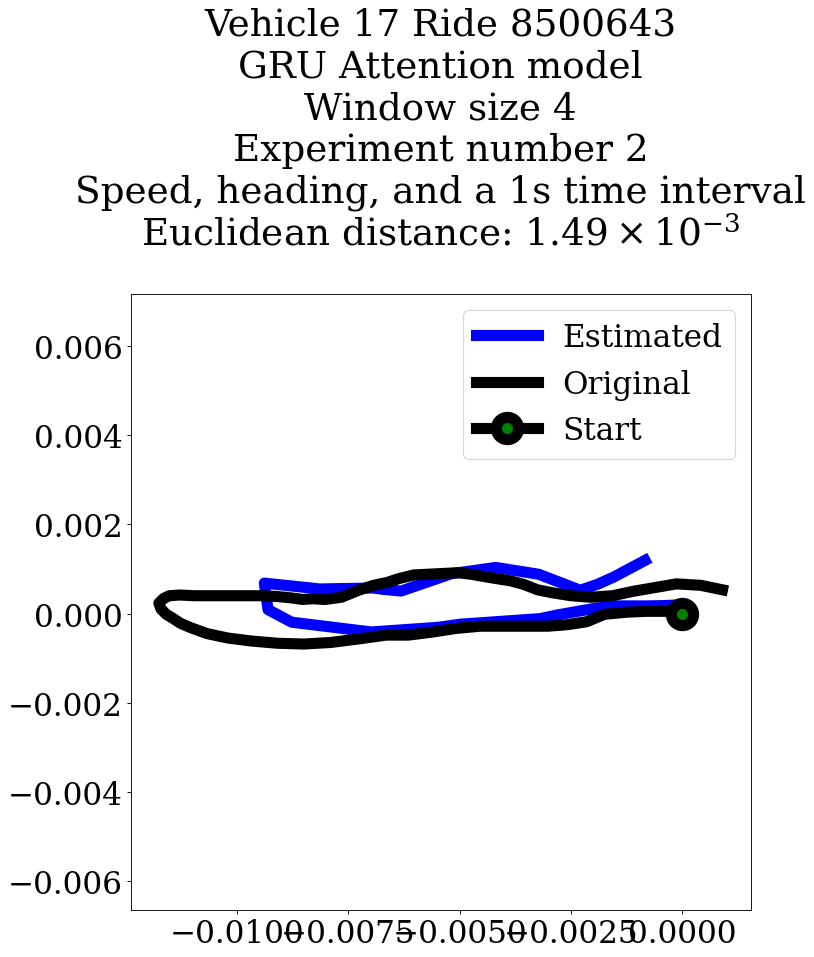 Vehicle 17 Ride 8500643
GRU Attention model
Window size 4
Experiment number 2
Speed, heading, and a 1s time interval
Euclidean distance: 1.49 × 10⁻³
Estimated
Original
Start
0.006
0.004
0.002
0.000
−0.002
−0.004
−0.006
−0.0100 −0.0075 −0.0050 −0.0025 0.0000